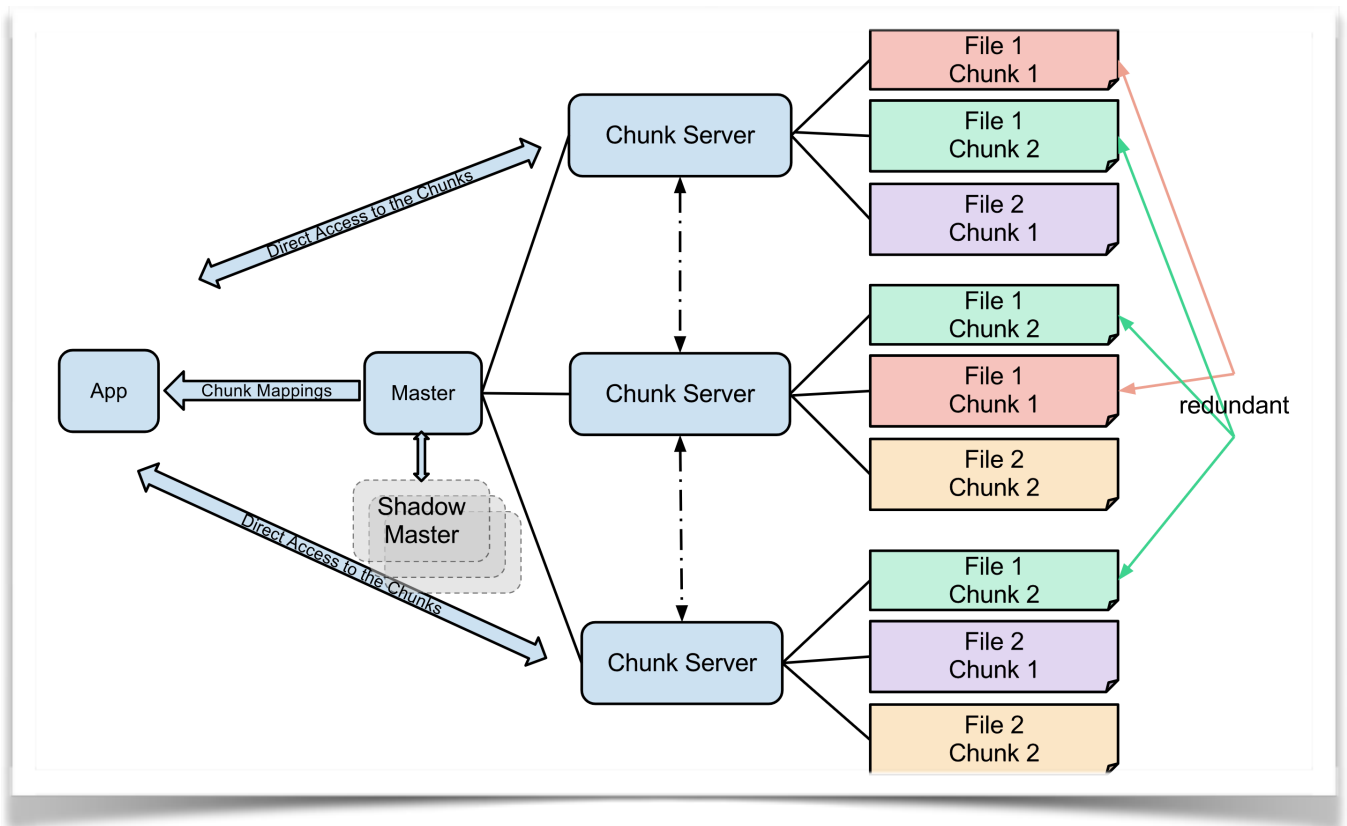 File 1
Chunk 1
Chunk Server
File 1
Chunk 2
File 2
Chunk 1
Direct Access to the Chunks
File 1
Chunk 2
App
Chunk Mappings
Master
Chunk Server
File 1
Chunk 1
redundant
File 2
Chunk 2
Shadow
Master
Direct Access to the Chunks
File 1
Chunk 2
Chunk Server
File 2
Chunk 1
File 2
Chunk 2